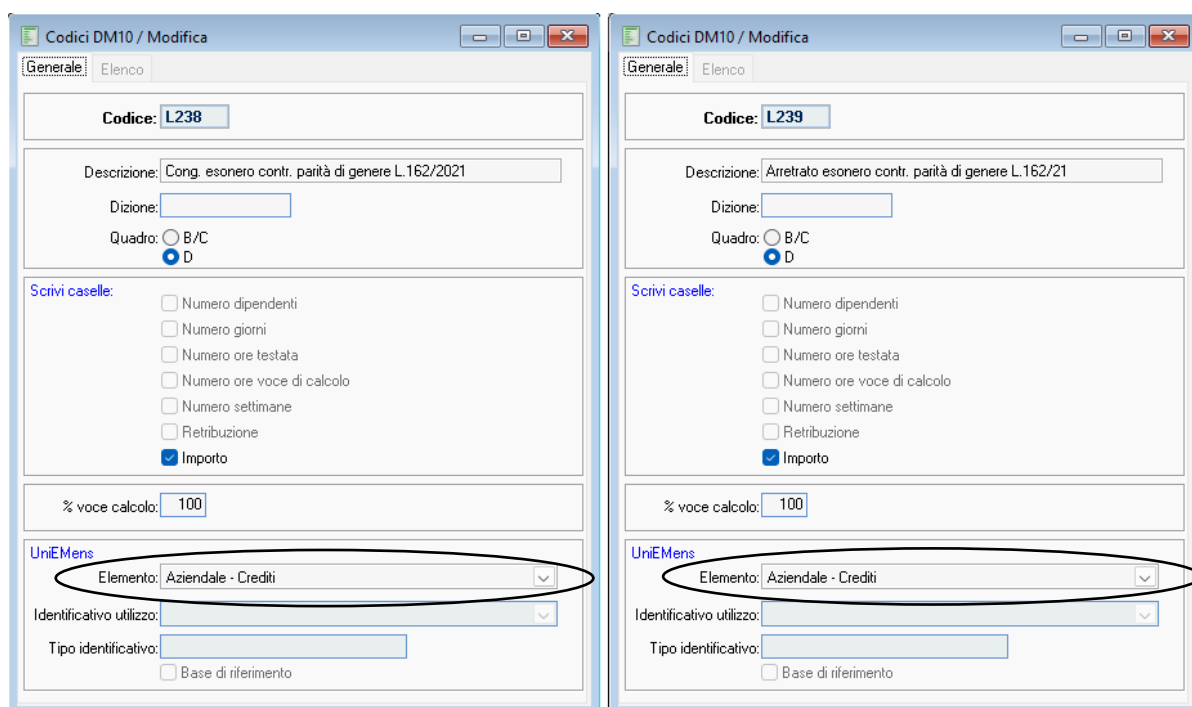 Codici DM10 / Modifica
Generale Elenco
Codice: L238
Descrizione: Cong. esonero contr. parità di genere L.162/2021
Dizione:
Quadro: B/C
D
Scrivi caselle:
Numero dipendenti
Numero giorni
Numero ore testata
Numero ore voce di calcolo
Numero settimane
Retribuzione
Importo
% voce calcolo: 100
UniEMens
Elemento: Aziendale - Crediti
Identificativo utilizzo:
Tipo identificativo:
Base di riferimento
Codici DM10 / Modifica
Generale Elenco
Codice: L239
Descrizione: Arretrato esonero contr. parità di genere L.162/21
Dizione:
Quadro: B/C
D
Scrivi caselle:
Numero dipendenti
Numero giorni
Numero ore testata
Numero ore voce di calcolo
Numero settimane
Retribuzione
Importo
% voce calcolo: 100
UniEMens
Elemento: Aziendale - Crediti
Identificativo utilizzo:
Tipo identificativo:
Base di riferimento